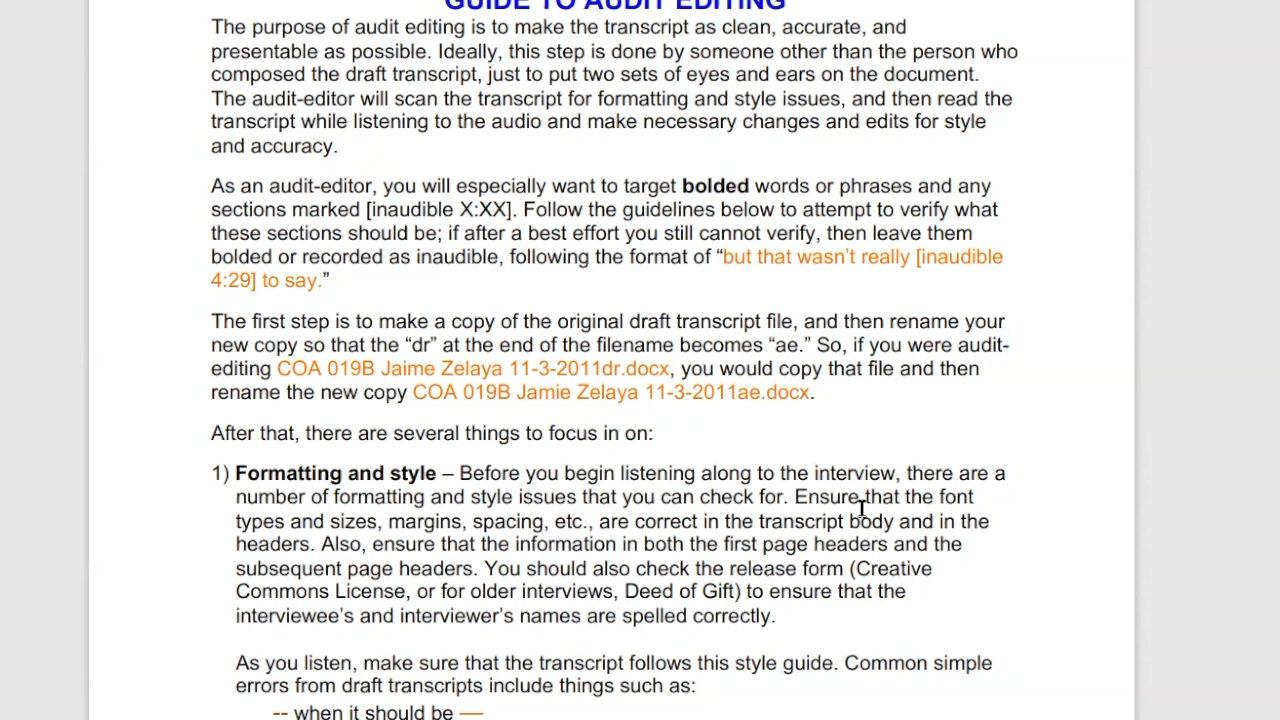 GUIDE TO AUDIT EDITING
The purpose of audit editing is to make the transcript as clean, accurate, and
presentable as possible. Ideally, this step is done by someone other than the person who
composed the draft transcript, just to put two sets of eyes and ears on the document.
The audit-editor will scan the transcript for formatting and style issues, and then read the
transcript while listening to the audio and make necessary changes and edits for style
and accuracy.
As an audit-editor, you will especially want to target bolded words or phrases and any
sections marked [inaudible X:XX]. Follow the guidelines below to attempt to verify what
these sections should be; if after a best effort you still cannot verify, then leave them
bolded or recorded as inaudible, following the format of “but that wasn’t really [inaudible
4:29] to say.”
The first step is to make a copy of the original draft transcript file, and then rename your
new copy so that the “dr” at the end of the filename becomes “ae.” So, if you were audit-
editing COA 019B Jaime Zelaya 11-3-2011dr.docx, you would copy that file and then
rename the new copy COA 019B Jamie Zelaya 11-3-2011ae.docx.
After that, there are several things to focus in on:
1) Formatting and style – Before you begin listening along to the interview, there are a
number of formatting and style issues that you can check for. Ensure that the font
types and sizes, margins, spacing, etc., are correct in the transcript body and in the
headers. Also, ensure that the information in both the first page headers and the
subsequent page headers. You should also check the release form (Creative
Commons License, or for older interviews, Deed of Gift) to ensure that the
interviewee’s and interviewer’s names are spelled correctly.
As you listen, make sure that the transcript follows this style guide. Common simple
errors from draft transcripts include things such as:
-- when it should be —